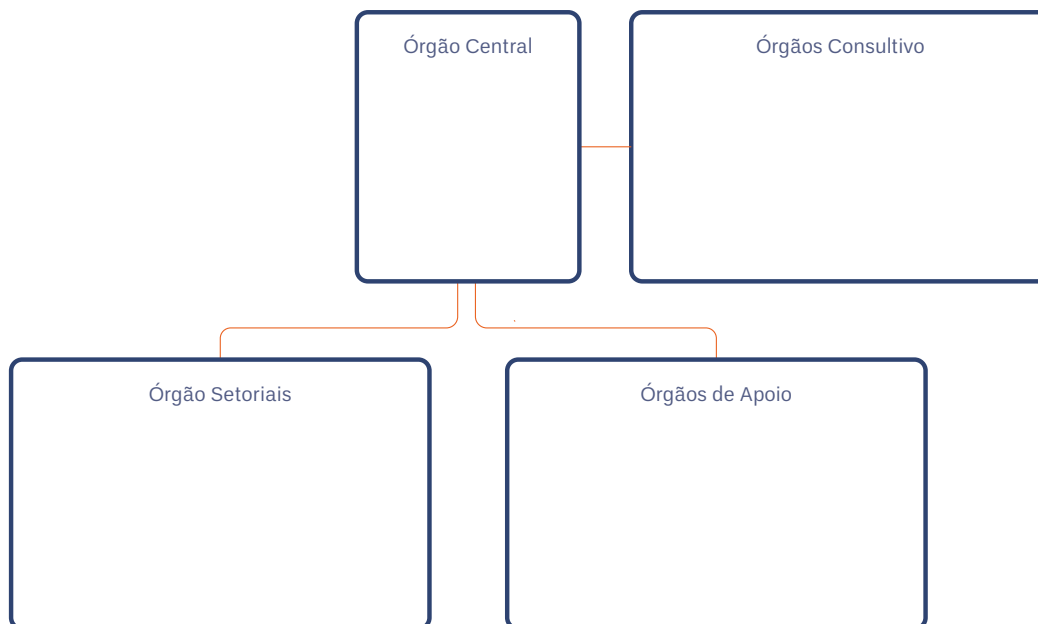 Órgão Central
Órgãos Consultivo
Órgão Setoriais
Órgãos de Apoio